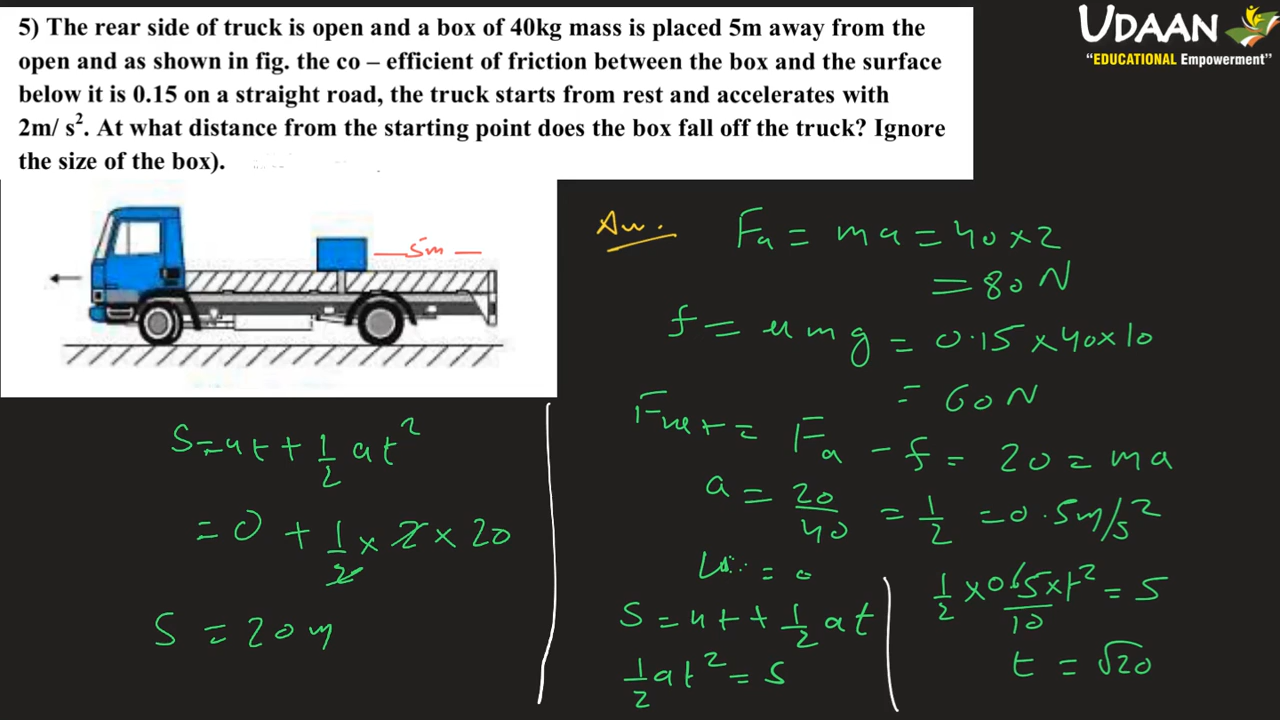 5) The rear side of truck is open and a box of 40kg mass is placed 5m away from the
open and as shown in fig. the co – efficient of friction between the box and the surface
below it is 0.15 on a straight road, the truck starts from rest and accelerates with
2m/ s². At what distance from the starting point does the box fall off the truck? Ignore
the size of the box).
UDAAN
"EDUCATIONAL Empowerment"
5m
Ans.
Fa = ma = 40 × 2
= 80 N
f = u m g = 0.15 × 40 × 10
= 60 N
Fnet = Fa - f = 20 = ma
a = 20/40 = 1/2 = 0.5m/s²
= 0
S = ut + 1/2 at
1/2 at² = 5
1/2 × 05/10 × t² = 5
t = √20
S = ut + 1/2 at²
= 0 + 1/2 × 2 × 20
S = 20m